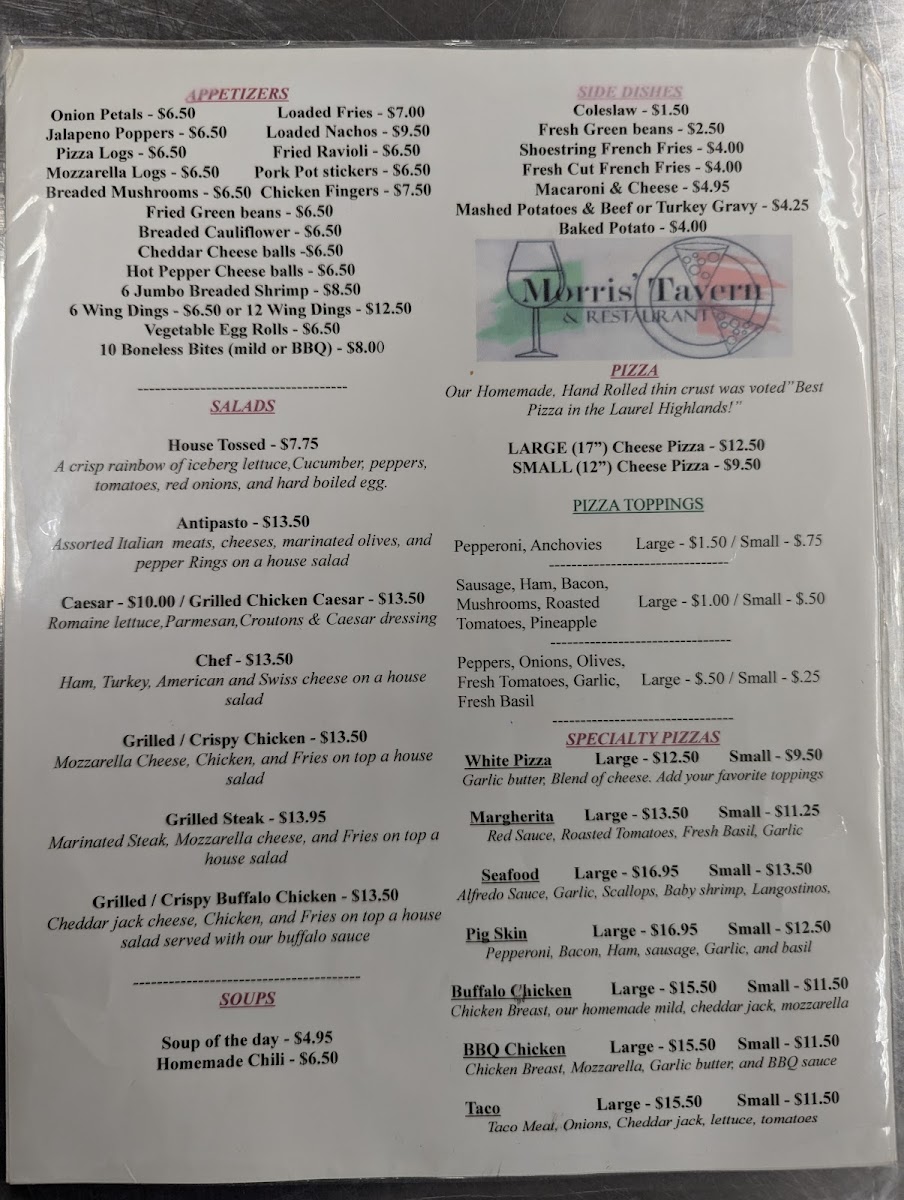 APPETIZERS
Onion Petals - $6.50 Loaded Fries - $7.00
Jalapeno Poppers - $6.50 Loaded Nachos - $9.50
Pizza Logs - $6.50 Fried Ravioli - $6.50
Mozzarella Logs - $6.50 Pork Pot stickers - $6.50
Breaded Mushrooms - $6.50 Chicken Fingers - $7.50
Fried Green beans - $6.50
Breaded Cauliflower - $6.50
Cheddar Cheese balls -$6.50
Hot Pepper Cheese balls - $6.50
6 Jumbo Breaded Shrimp - $8.50
6 Wing Dings - $6.50 or 12 Wing Dings - $12.50
Vegetable Egg Rolls - $6.50
10 Boneless Bites (mild or BBQ) - $8.00
SALADS
House Tossed - $7.75
A crisp rainbow of iceberg lettuce,Cucumber, peppers,
tomatoes, red onions, and hard boiled egg.
Antipasto - $13.50
Assorted Italian meats, cheeses, marinated olives, and
pepper Rings on a house salad
Caesar - $10.00 / Grilled Chicken Caesar - $13.50
Romaine lettuce,Parmesan,Croutons & Caesar dressing
Chef - $13.50
Ham, Turkey, American and Swiss cheese on a house
salad
Grilled / Crispy Chicken - $13.50
Mozzarella Cheese, Chicken, and Fries on top a house
salad
Grilled Steak - $13.95
Marinated Steak, Mozzarella cheese, and Fries on top a
house salad
Grilled / Crispy Buffalo Chicken - $13.50
Cheddar jack cheese, Chicken, and Fries on top a house
salad served with our buffalo sauce
SOUPS
Soup of the day - $4.95
Homemade Chili - $6.50
SIDE DISHES
Coleslaw - $1.50
Fresh Green beans - $2.50
Shoestring French Fries - $4.00
Fresh Cut French Fries - $4.00
Macaroni & Cheese - $4.95
Mashed Potatoes & Beef or Turkey Gravy - $4.25
Baked Potato - $4.00
Morris' Tavern
& RESTAURANT
PIZZA
Our Homemade, Hand Rolled thin crust was voted"Best
Pizza in the Laurel Highlands!"
LARGE (17") Cheese Pizza - $12.50
SMALL (12") Cheese Pizza - $9.50
PIZZA TOPPINGS
Pepperoni, Anchovies Large - $1.50 / Small - $.75
Sausage, Ham, Bacon,
Mushrooms, Roasted Large - $1.00 / Small - $.50
Tomatoes, Pineapple
Peppers, Onions, Olives,
Fresh Tomatoes, Garlic, Large - $.50 / Small - $.25
Fresh Basil
SPECIALTY PIZZAS
White Pizza Large - $12.50 Small - $9.50
Garlic butter, Blend of cheese. Add your favorite toppings
Margherita Large - $13.50 Small - $11.25
Red Sauce, Roasted Tomatoes, Fresh Basil, Garlic
Seafood Large - $16.95 Small - $13.50
Alfredo Sauce, Garlic, Scallops, Baby shrimp, Langostinos,
Pig Skin Large - $16.95 Small - $12.50
Pepperoni, Bacon, Ham, sausage, Garlic, and basil
Buffalo Chicken Large - $15.50 Small - $11.50
Chicken Breast, our homemade mild, cheddar jack, mozzarella
BBQ Chicken Large - $15.50 Small - $11.50
Chicken Breast, Mozzarella, Garlic butter, and BBQ sauce
Taco Large - $15.50 Small - $11.50
Taco Meat, Onions, Cheddar jack, lettuce, tomatoes